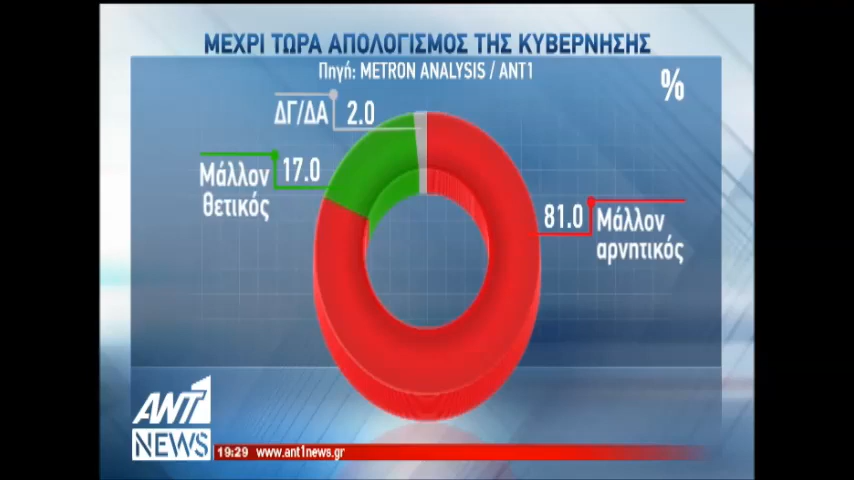 ΜΕΧΡΙ ΤΩΡΑ ΑΠΟΛΟΓΙΣΜΟΣ ΤΗΣ ΚΥΒΕΡΝΗΣΗΣ
Πηγή: METRON ANALYSIS / ANT1
%
ΔΓ/ΔΑ 2.0
Μάλλον
θετικός
17.0
81.0
Μάλλον
αρνητικός
ANT1
NEWS
19:29 www.ant1news.gr